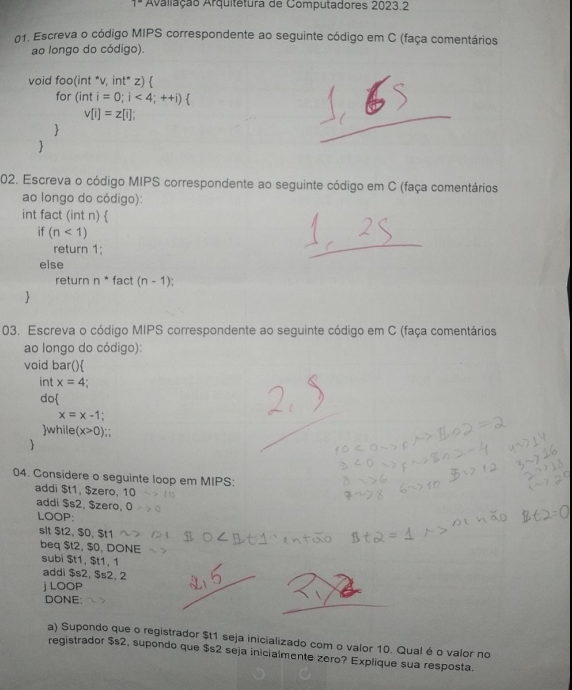 1ª Avaliação Arquitetura de Computadores 2023.2
01. Escreva o código MIPS correspondente ao seguinte código em C (faça comentários
ao longo do código).
void foo(int *v, int* z) {
for (int i = 0; i < 4; ++i) {
v[i] = z[i];
}
}
1,65
02. Escreva o código MIPS correspondente ao seguinte código em C (faça comentários
ao longo do código):
int fact (int n) {
if (n < 1)
return 1;
else
return n * fact (n - 1);
}
1,25
03. Escreva o código MIPS correspondente ao seguinte código em C (faça comentários
ao longo do código):
void bar(){
int x = 4;
do{
x = x -1;
}while(x>0);;
}
2,5
04. Considere o seguinte loop em MIPS:
addi $t1, $zero, 10 ~> 10
addi $s2, $zero, 0 ~> 0
LOOP:
slt $t2, $0, $t1 ~> se $0<$t1 então $t2 = 1 ~> se não $t2=0
beq $t2, $0, DONE ~>
subi $t1, $t1, 1
addi $s2, $s2, 2
j LOOP
DONE: ~>
2,5
a) Supondo que o registrador $t1 seja inicializado com o valor 10. Qual é o valor no
registrador $s2, supondo que $s2 seja inicialmente zero? Explique sua resposta.